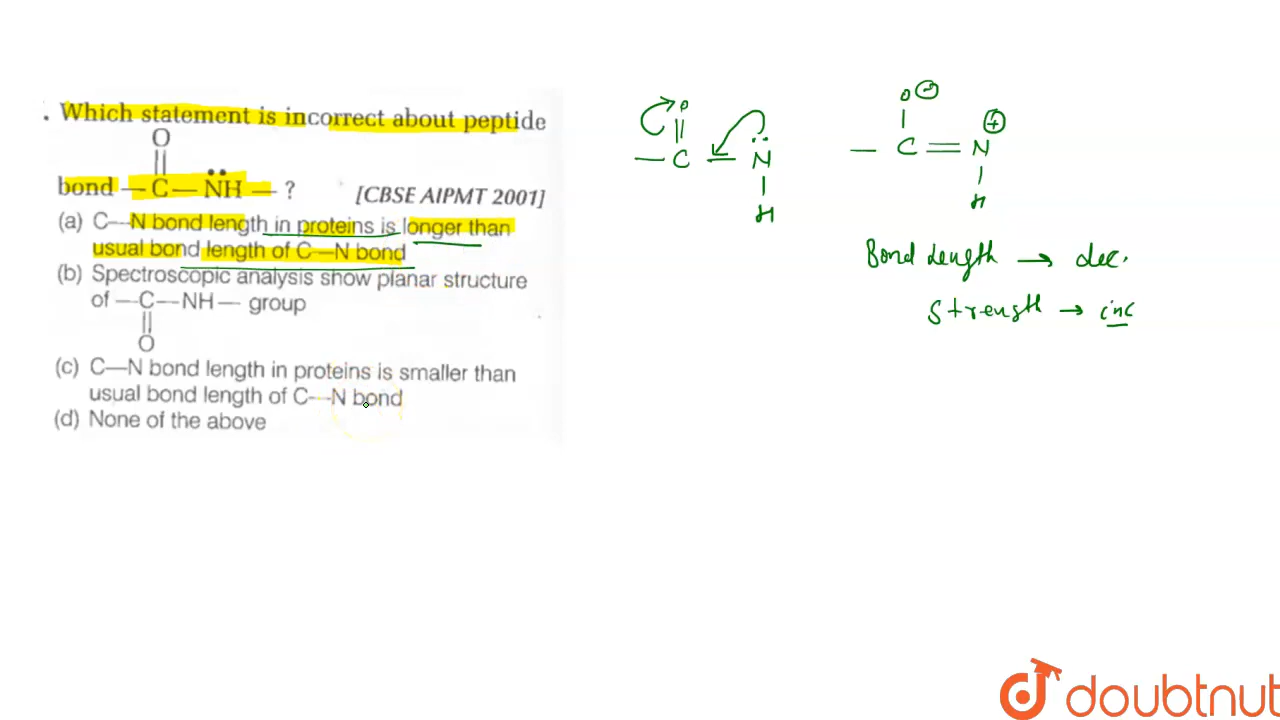 . Which statement is incorrect about peptide
O
bond — C — N̈H — ? [CBSE AIPMT 2001]
(a) C—N bond length in proteins is longer than
usual bond length of C—N bond
(b) Spectroscopic analysis show planar structure
of —C—NH— group
O
(c) C—N bond length in proteins is smaller than
usual bond length of C—N bond
(d) None of the above
O
— C — N̈
H
O⊖
— C = N⊕
H
Bond Length → dec.
Strength → inc
doubtnut